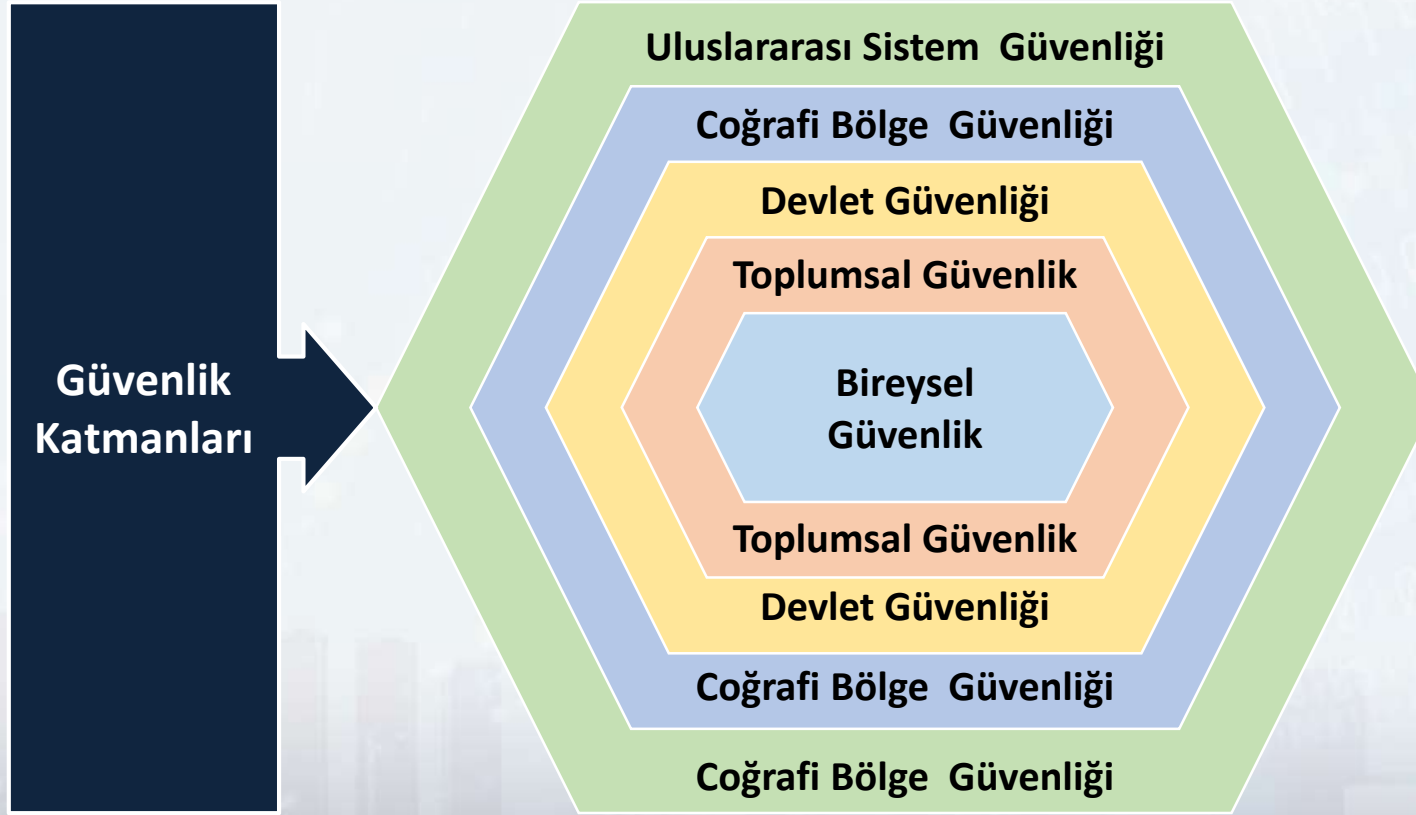 Güvenlik
Katmanları
Uluslararası Sistem Güvenliği
Coğrafi Bölge Güvenliği
Devlet Güvenliği
Toplumsal Güvenlik
Bireysel
Güvenlik
Toplumsal Güvenlik
Devlet Güvenliği
Coğrafi Bölge Güvenliği
Coğrafi Bölge Güvenliği